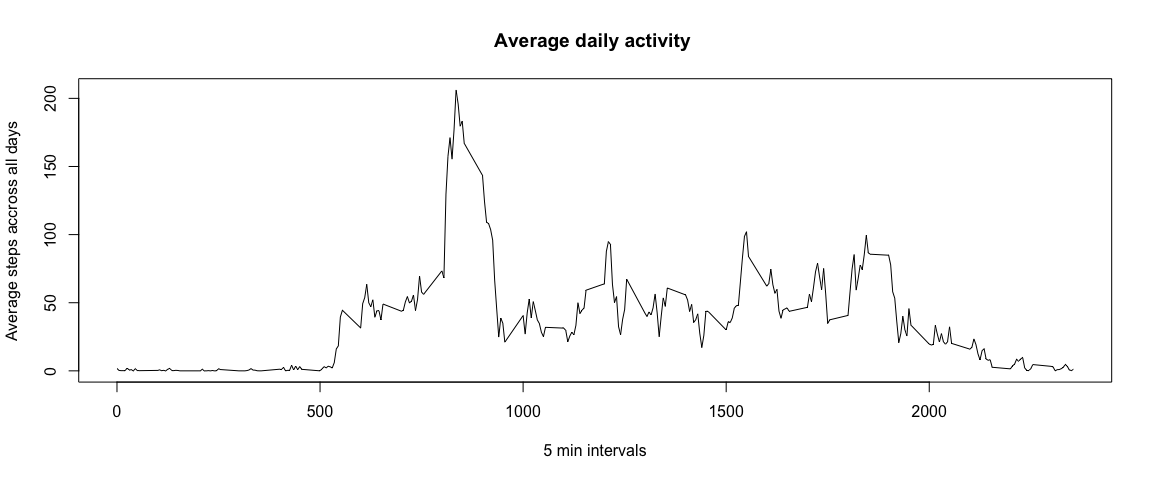 Average daily activity
Average steps accross all days
200
150
100
50
0
0 500 1000 1500 2000
5 min intervals